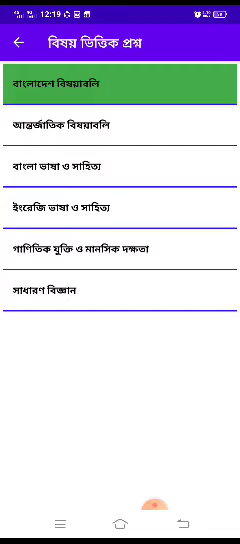 12:19
বিষয় ভিত্তিক প্রশ্ন
বাংলাদেশ বিষয়াবলি
আন্তর্জাতিক বিষয়াবলি
বাংলা ভাষা ও সাহিত্য
ইংরেজি ভাষা ও সাহিত্য
গাণিতিক যুক্তি ও মানসিক দক্ষতা
সাধারণ বিজ্ঞান